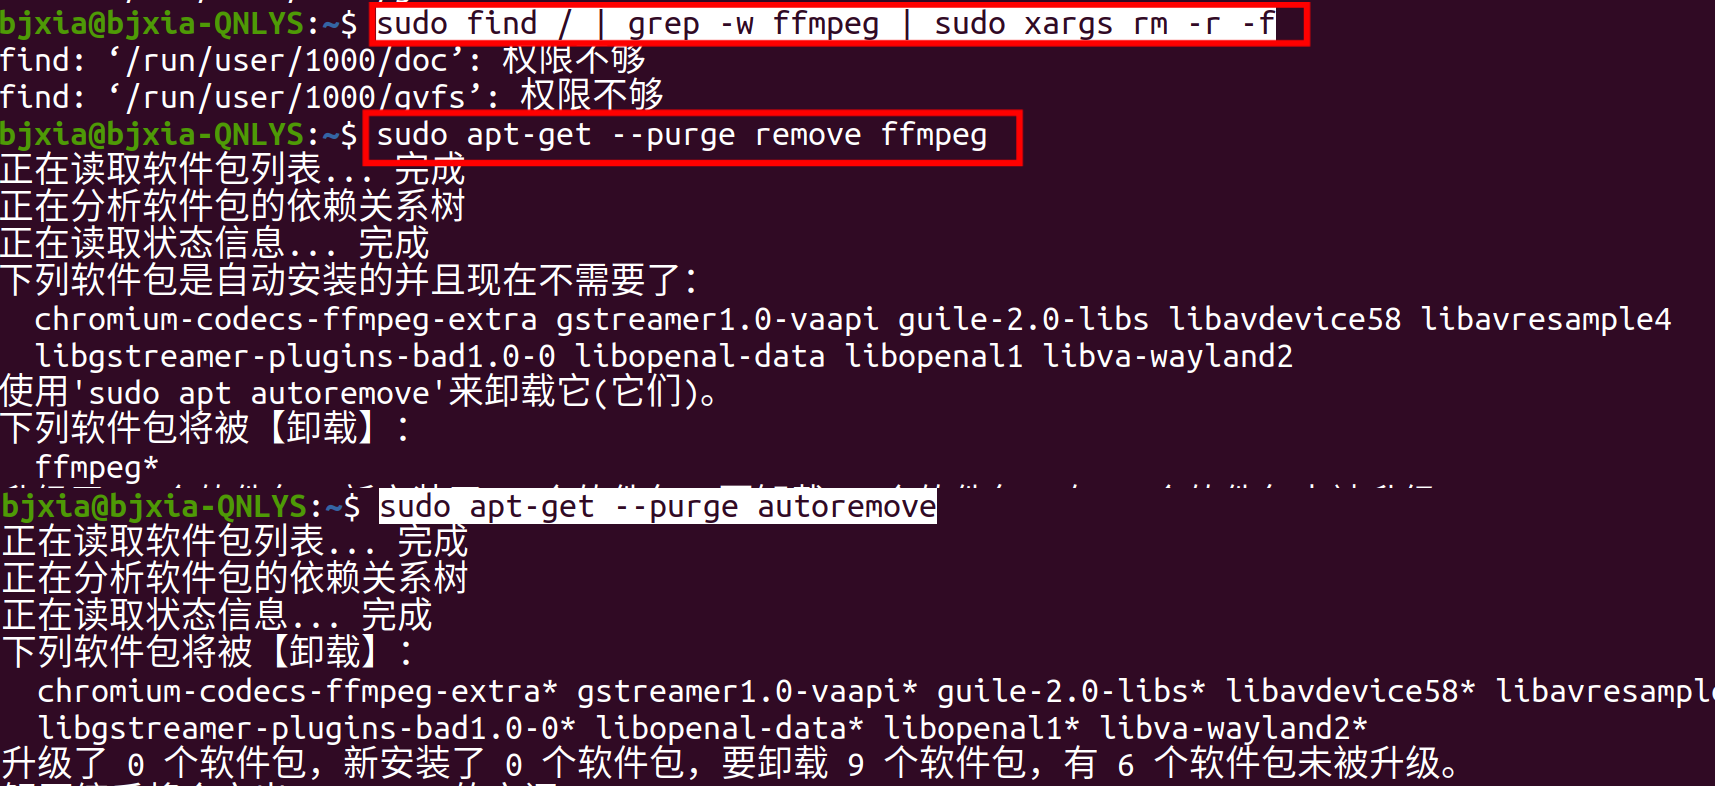 bjxia@bjxia-QNLYS:~$ sudo find / | grep -w ffmpeg | sudo xargs rm -r -f
find: ‘/run/user/1000/doc’: 权限不够
find: ‘/run/user/1000/gvfs’: 权限不够
bjxia@bjxia-QNLYS:~$ sudo apt-get --purge remove ffmpeg
正在读取软件包列表... 完成
正在分析软件包的依赖关系树
正在读取状态信息... 完成
下列软件包是自动安装的并且现在不需要了：
chromium-codecs-ffmpeg-extra gstreamer1.0-vaapi guile-2.0-libs libavdevice58 libavresample4
libgstreamer-plugins-bad1.0-0 libopenal-data libopenal1 libva-wayland2
使用'sudo apt autoremove'来卸载它(它们)。
下列软件包将被【卸载】：
ffmpeg*
bjxia@bjxia-QNLYS:~$ sudo apt-get --purge autoremove
正在读取软件包列表... 完成
正在分析软件包的依赖关系树
正在读取状态信息... 完成
下列软件包将被【卸载】：
chromium-codecs-ffmpeg-extra* gstreamer1.0-vaapi* guile-2.0-libs* libavdevice58* libavresample
libgstreamer-plugins-bad1.0-0* libopenal-data* libopenal1* libva-wayland2*
升级了 0 个软件包，新安装了 0 个软件包，要卸载 9 个软件包，有 6 个软件包未被升级。